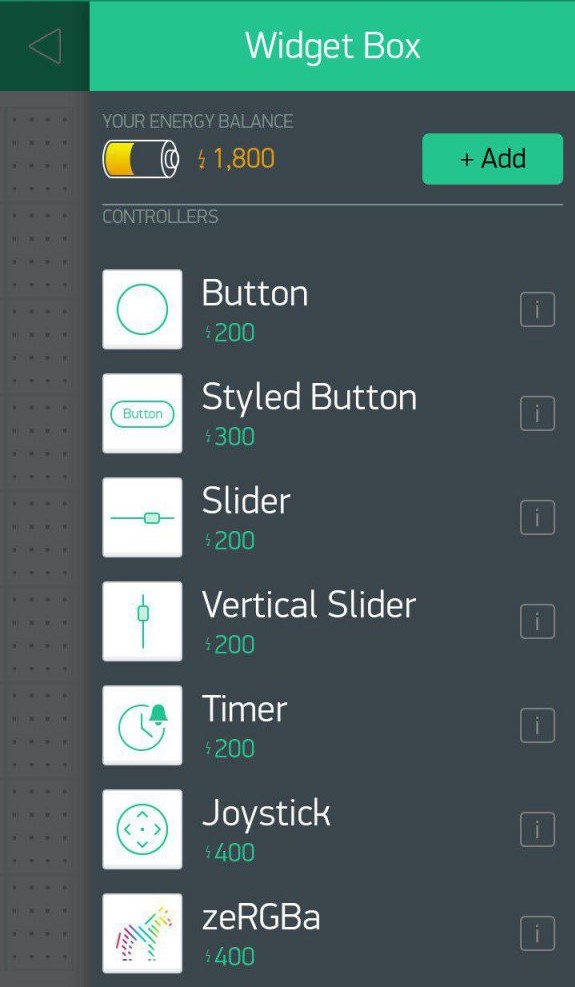 Widget Box
YOUR ENERGY BALANCE
1,800
+ Add
CONTROLLERS
Button
200
i
Button
Styled Button
300
i
Slider
200
i
Vertical Slider
200
i
Timer
200
i
Joystick
400
i
zeRGBa
400
i